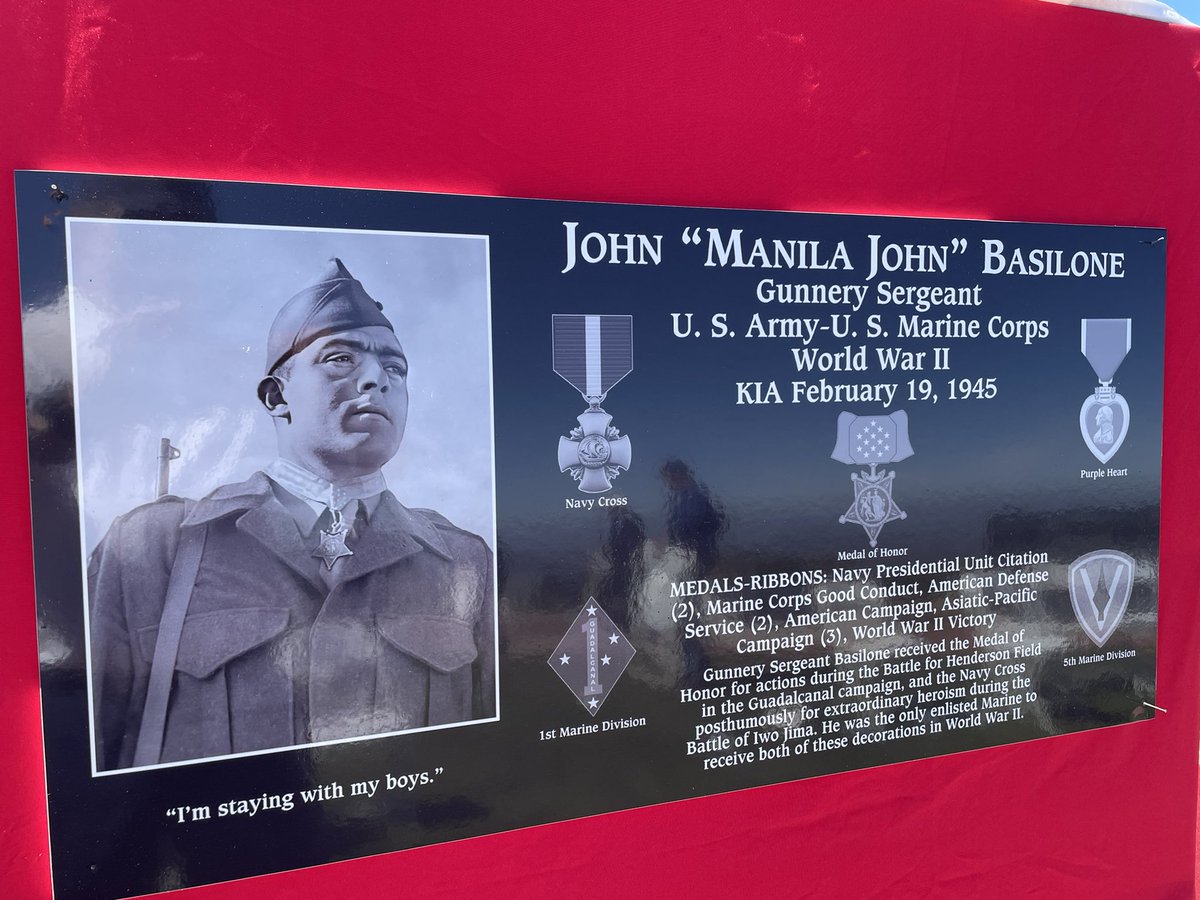 JOHN “MANILA JOHN” BASILONE
Gunnery Sergeant
U. S. Army-U. S. Marine Corps
World War II
KIA February 19, 1945
Navy Cross
Medal of Honor
Purple Heart
MEDALS-RIBBONS: Navy Presidential Unit Citation
(2), Marine Corps Good Conduct, American Defense
Service (2), American Campaign, Asiatic-Pacific
Campaign (3), World War II Victory
Gunnery Sergeant Basilone received the Medal of
Honor for actions during the Battle for Henderson Field
in the Guadalcanal campaign, and the Navy Cross
posthumously for extraordinary heroism during the
Battle of Iwo Jima. He was the only enlisted Marine to
receive both of these decorations in World War II.
1
GUADALCANAL
1st Marine Division
5th Marine Division
“I’m staying with my boys.”